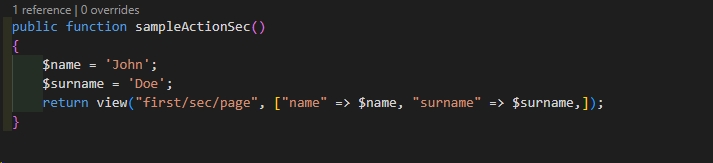 1 reference | 0 overrides
public function sampleActionSec()
{
$name = 'John';
$surname = 'Doe';
return view("first/sec/page", ["name" => $name, "surname" => $surname,]);
}